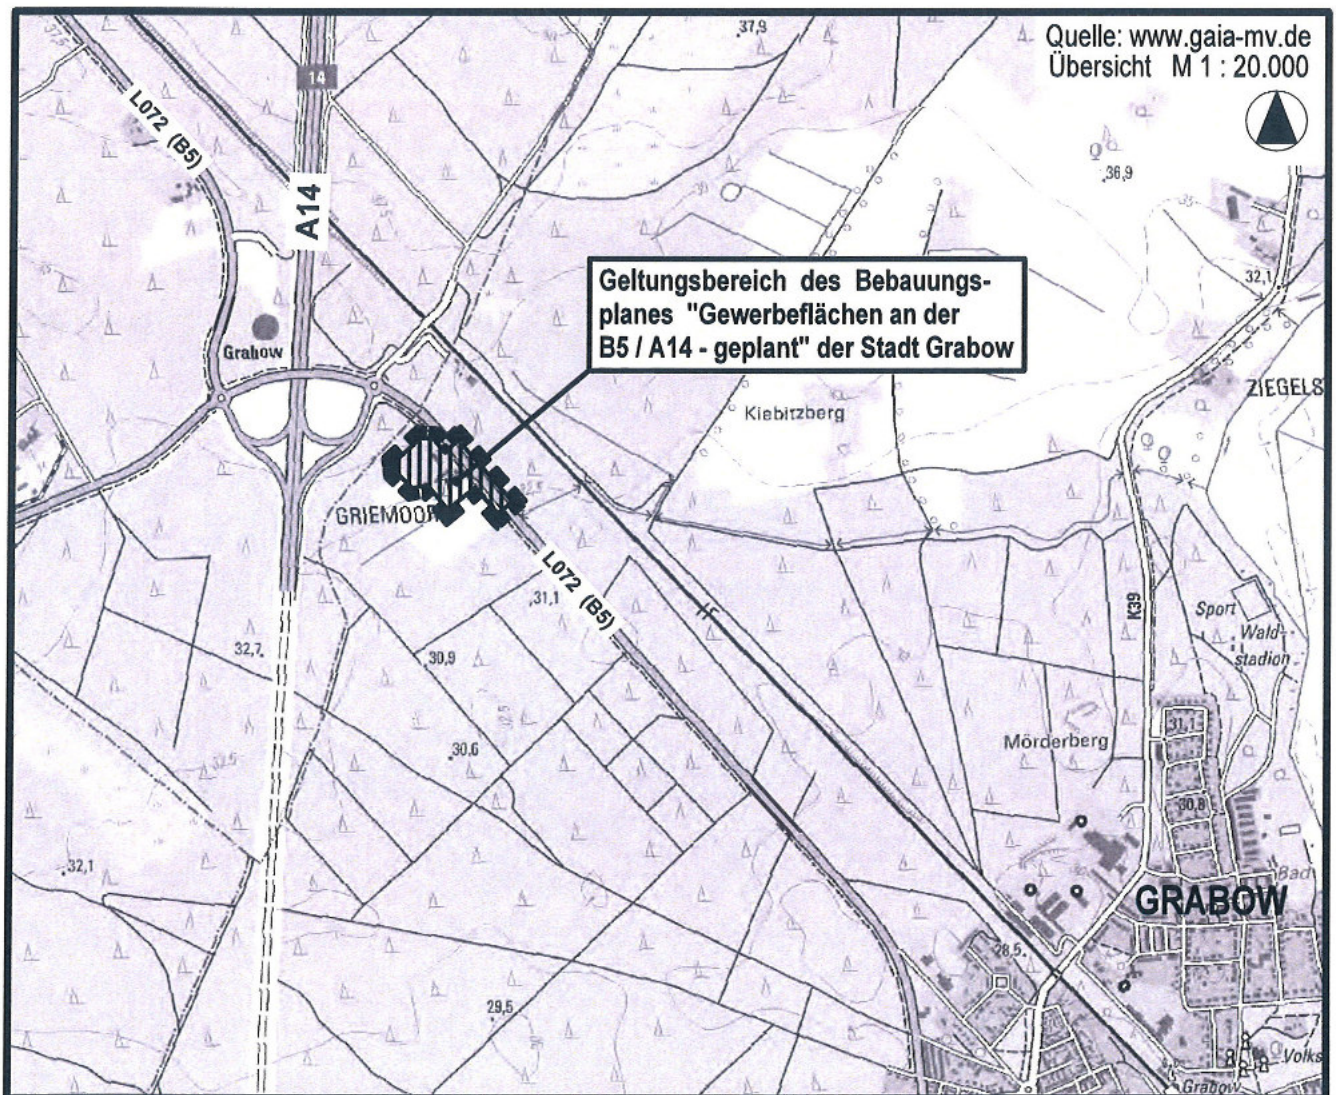 Quelle: www.gaia-mv.de
Übersicht M 1 : 20.000
37,5
37,9
14
L072 (B5)
A14
36,9
32,1
Geltungsbereich des Bebauungs-
planes "Gewerbeflächen an der
B5 / A14 - geplant" der Stadt Grabow
Grabow
Kiebitzberg
ZIEGELS
GRIEMOOR
L072 (B5)
31,1
K39
Sport
Wald-
stadion
32,7
30,9
30,6
Mörderberg
31,1
30,8
32,1
Bad
GRABOW
28,5
29,5
Volks
Grabow